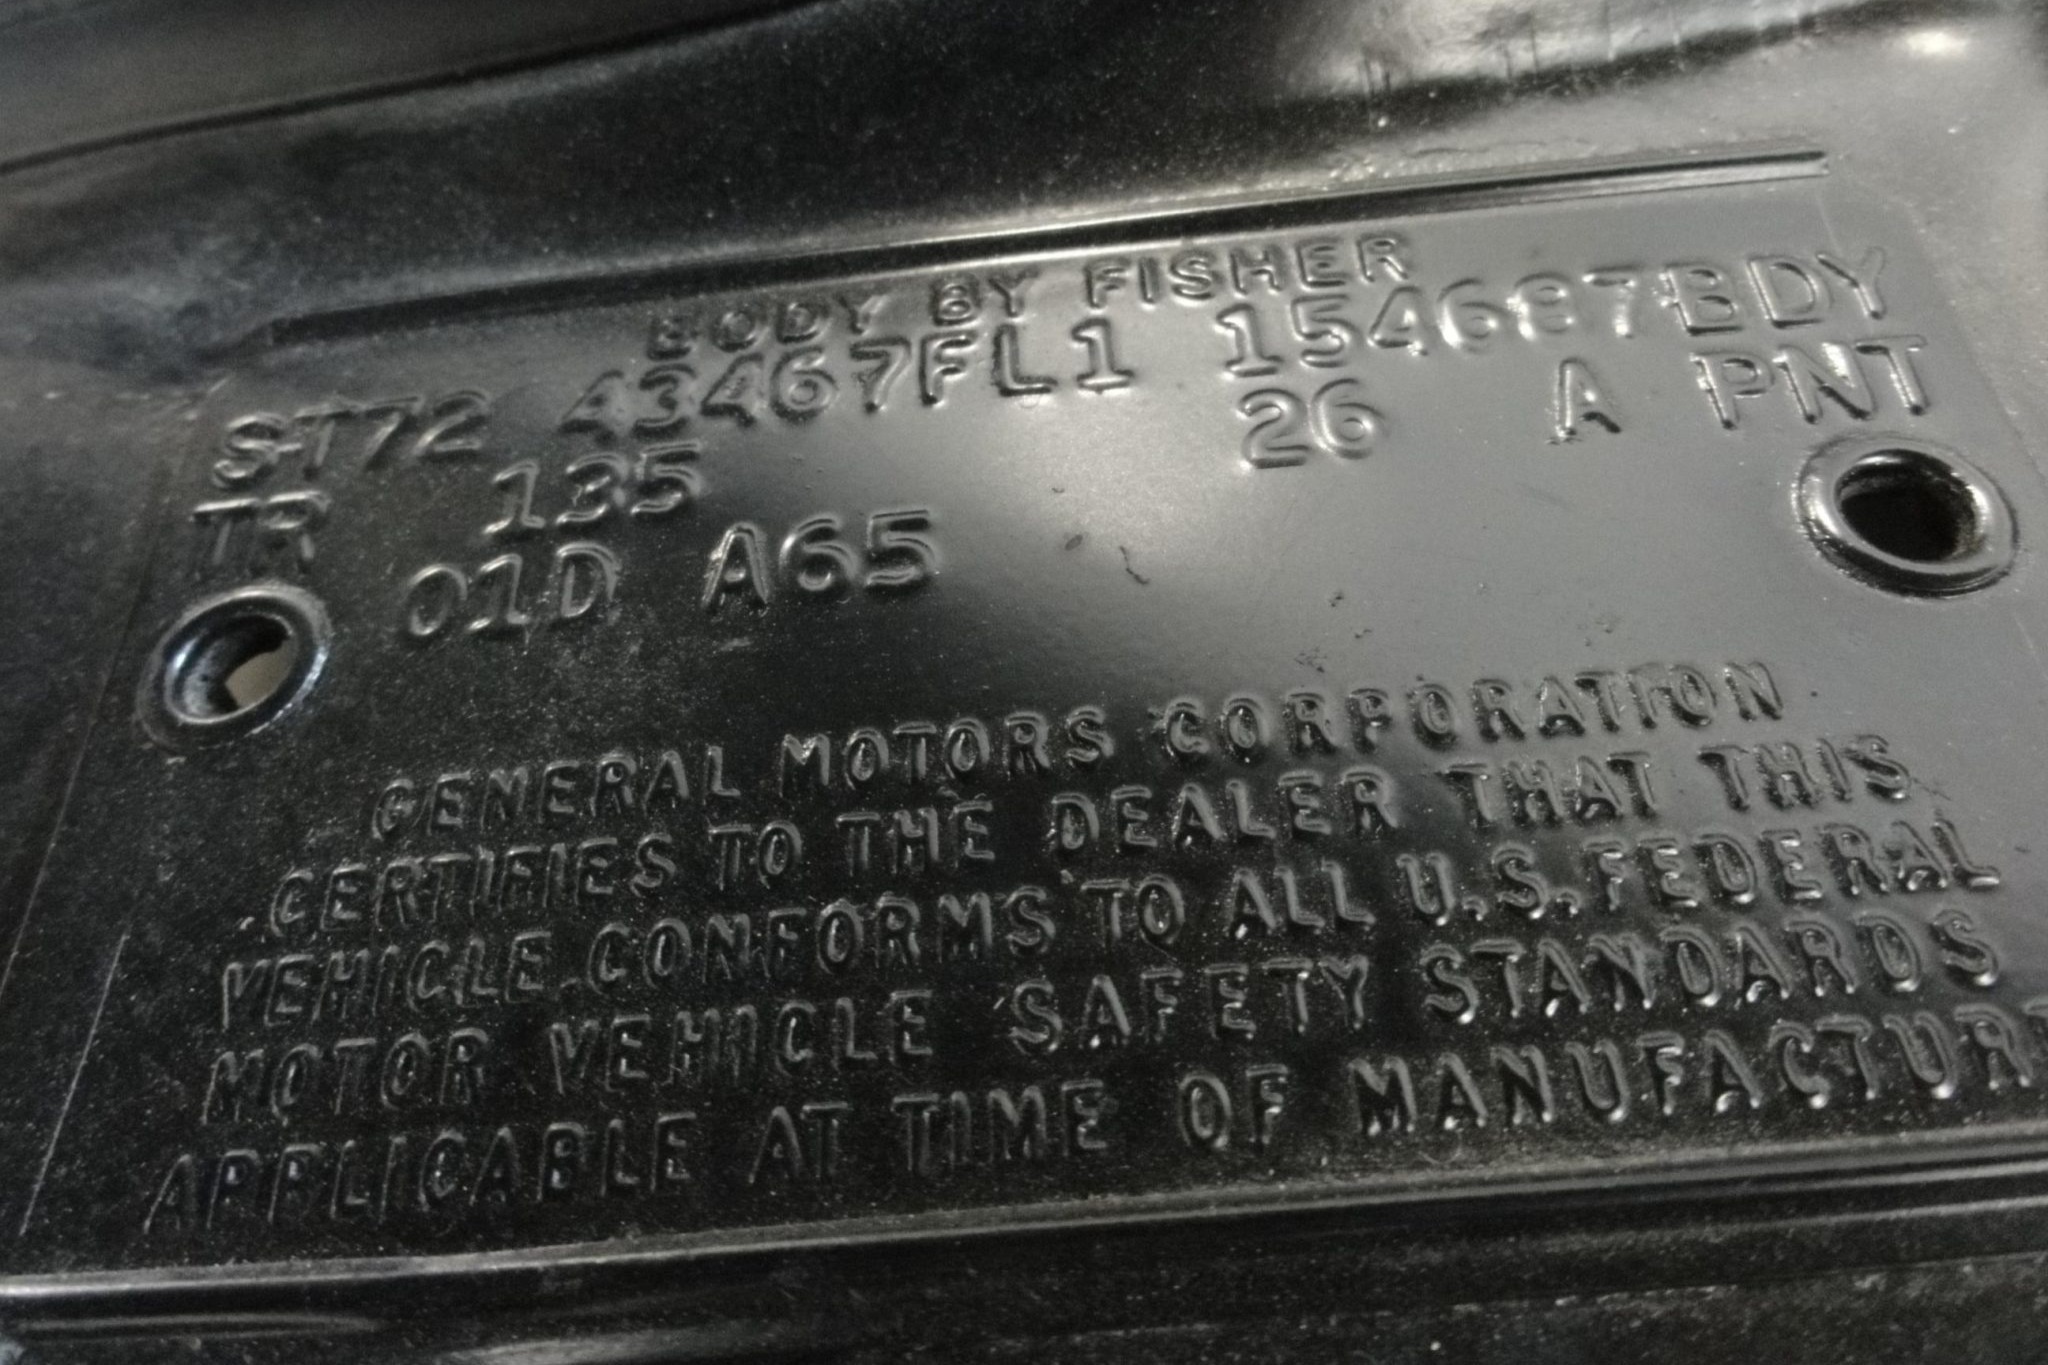 BODY BY FISHER
ST72 43467FL1 154687BDY
TR 135 26 A PNT
01D A65
GENERAL MOTORS CORPORATION
CERTIFIES TO THE DEALER THAT THIS
VEHICLE CONFORMS TO ALL U.S. FEDERAL
MOTOR VEHICLE SAFETY STANDARDS
APPLICABLE AT TIME OF MANUFACTUR